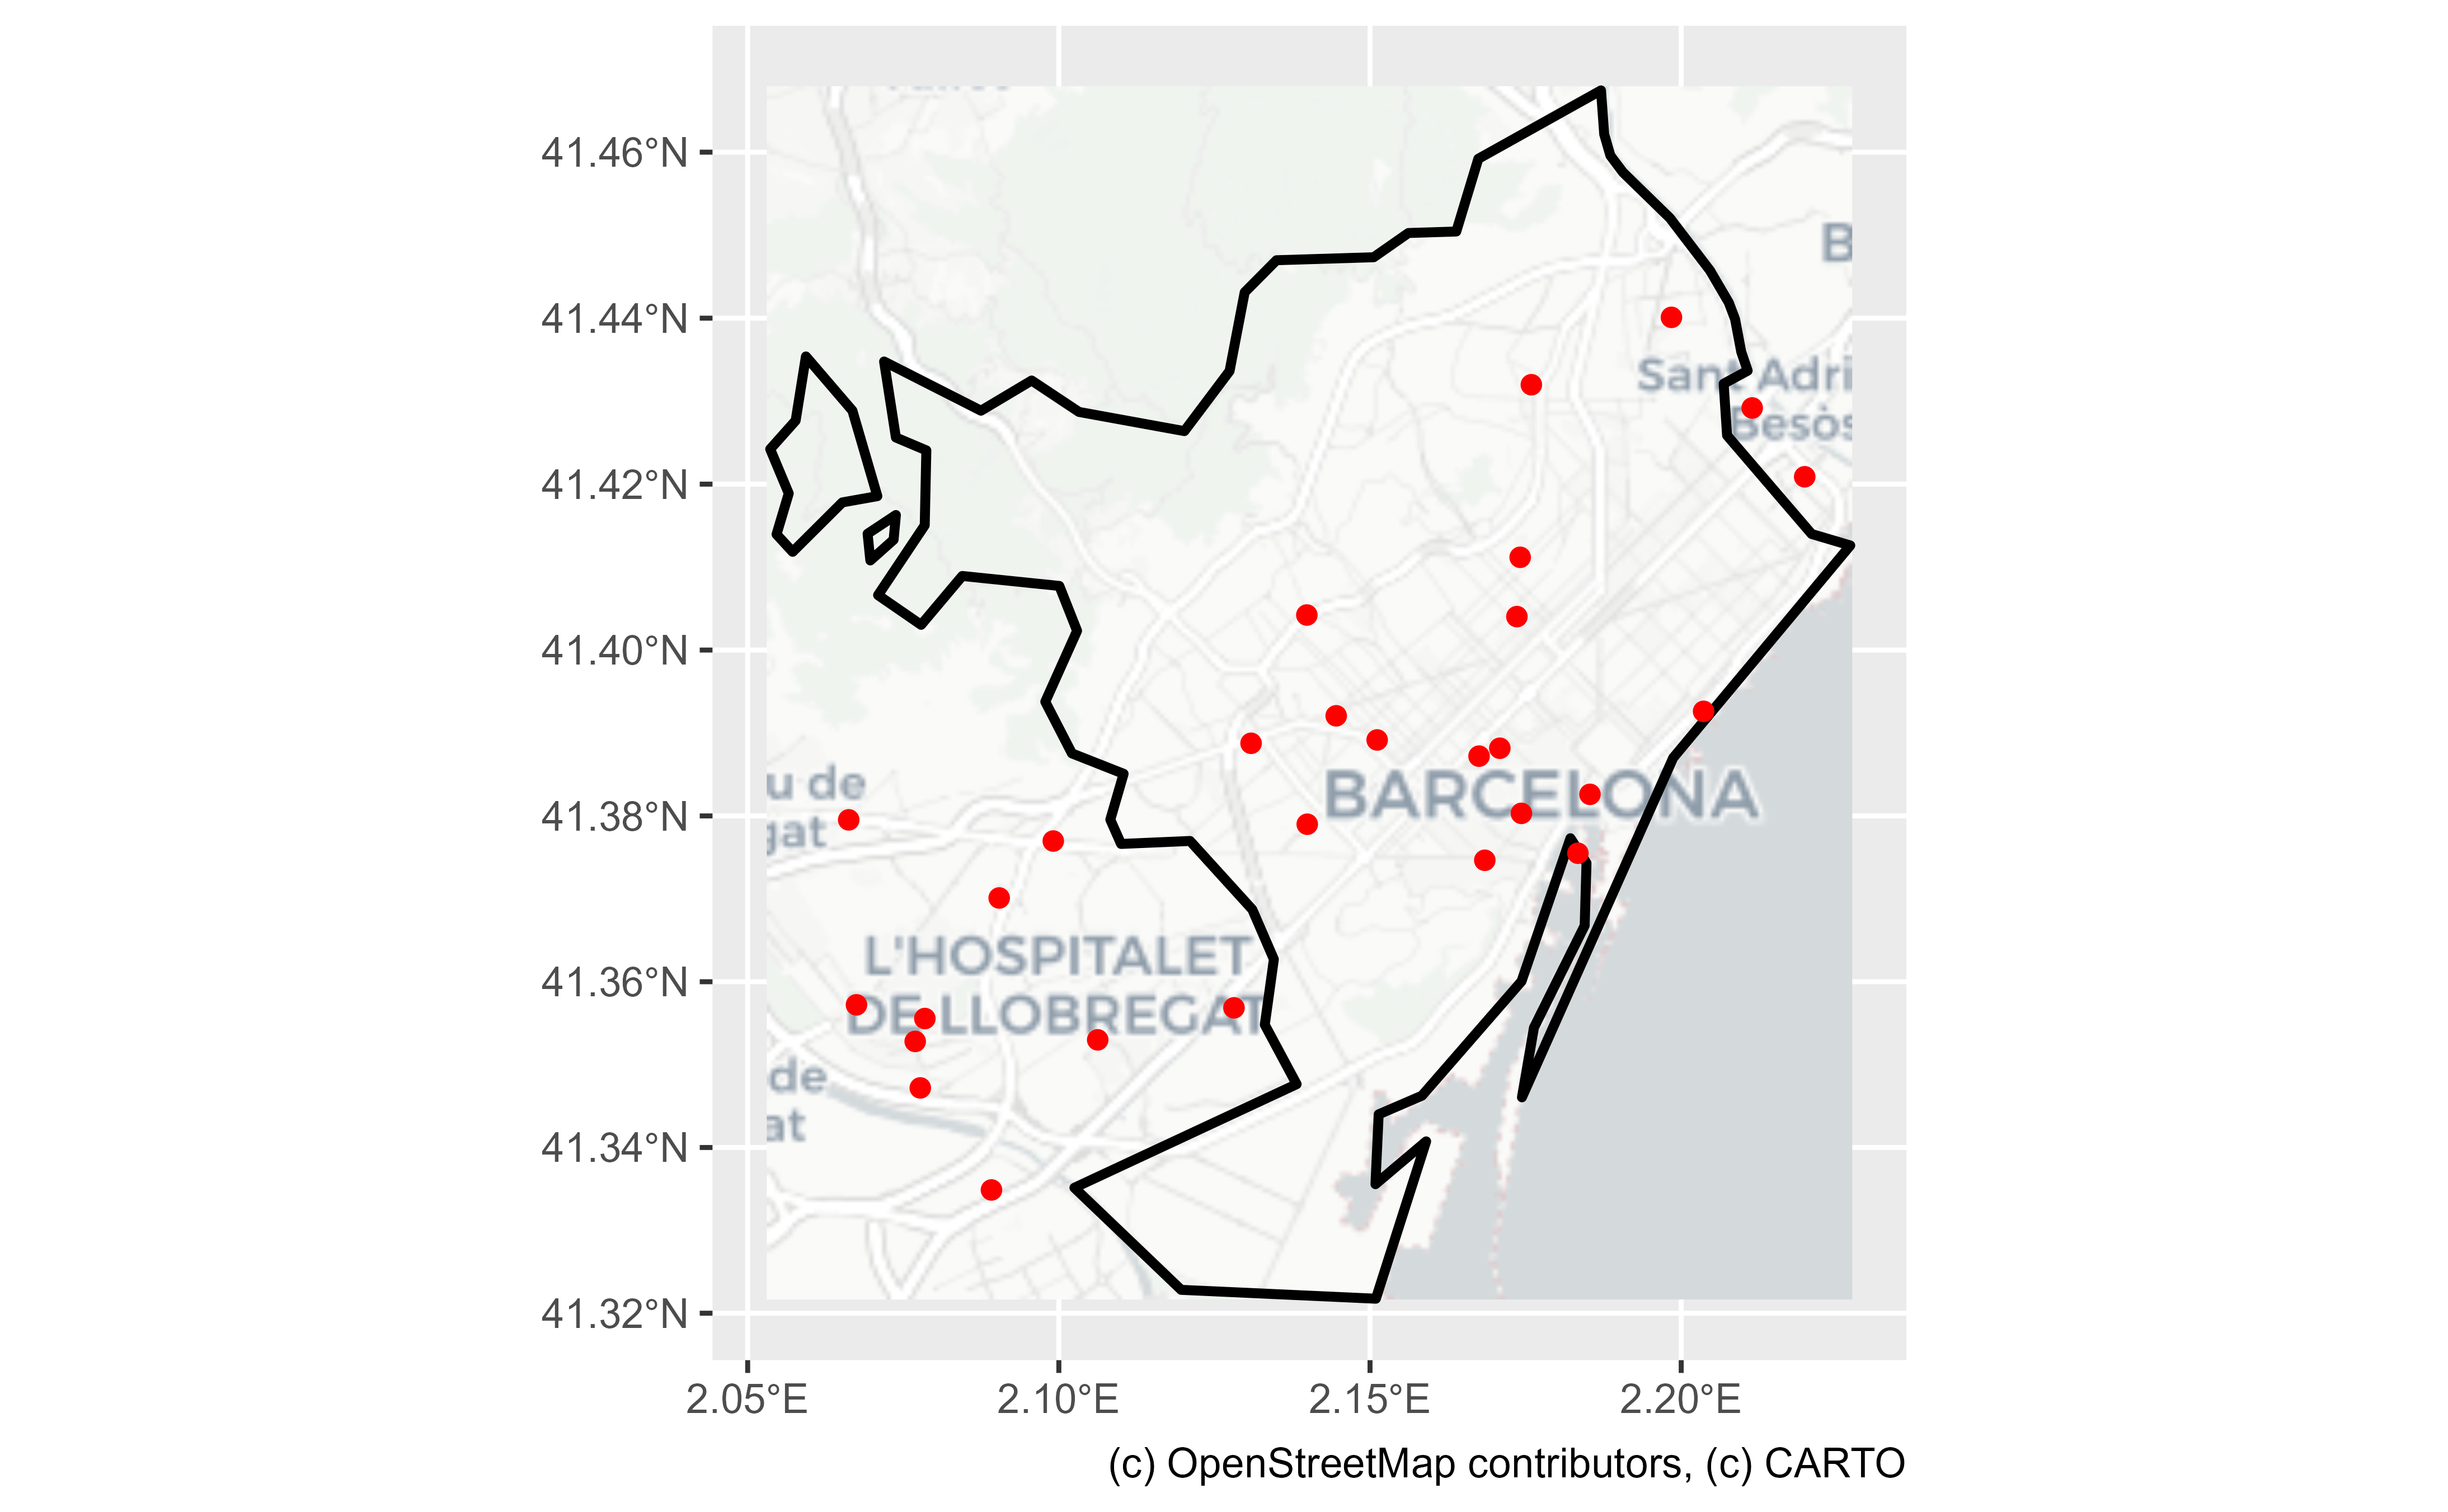 41.46°N
41.44°N
41.42°N
41.40°N
41.38°N
41.36°N
41.34°N
41.32°N
B
Sant Adri
Besòs
u de
gat
BARCELONA
L'HOSPITALET
DE LLOBREGAT
de
at
2.05°E 2.10°E 2.15°E 2.20°E
(c) OpenStreetMap contributors, (c) CARTO